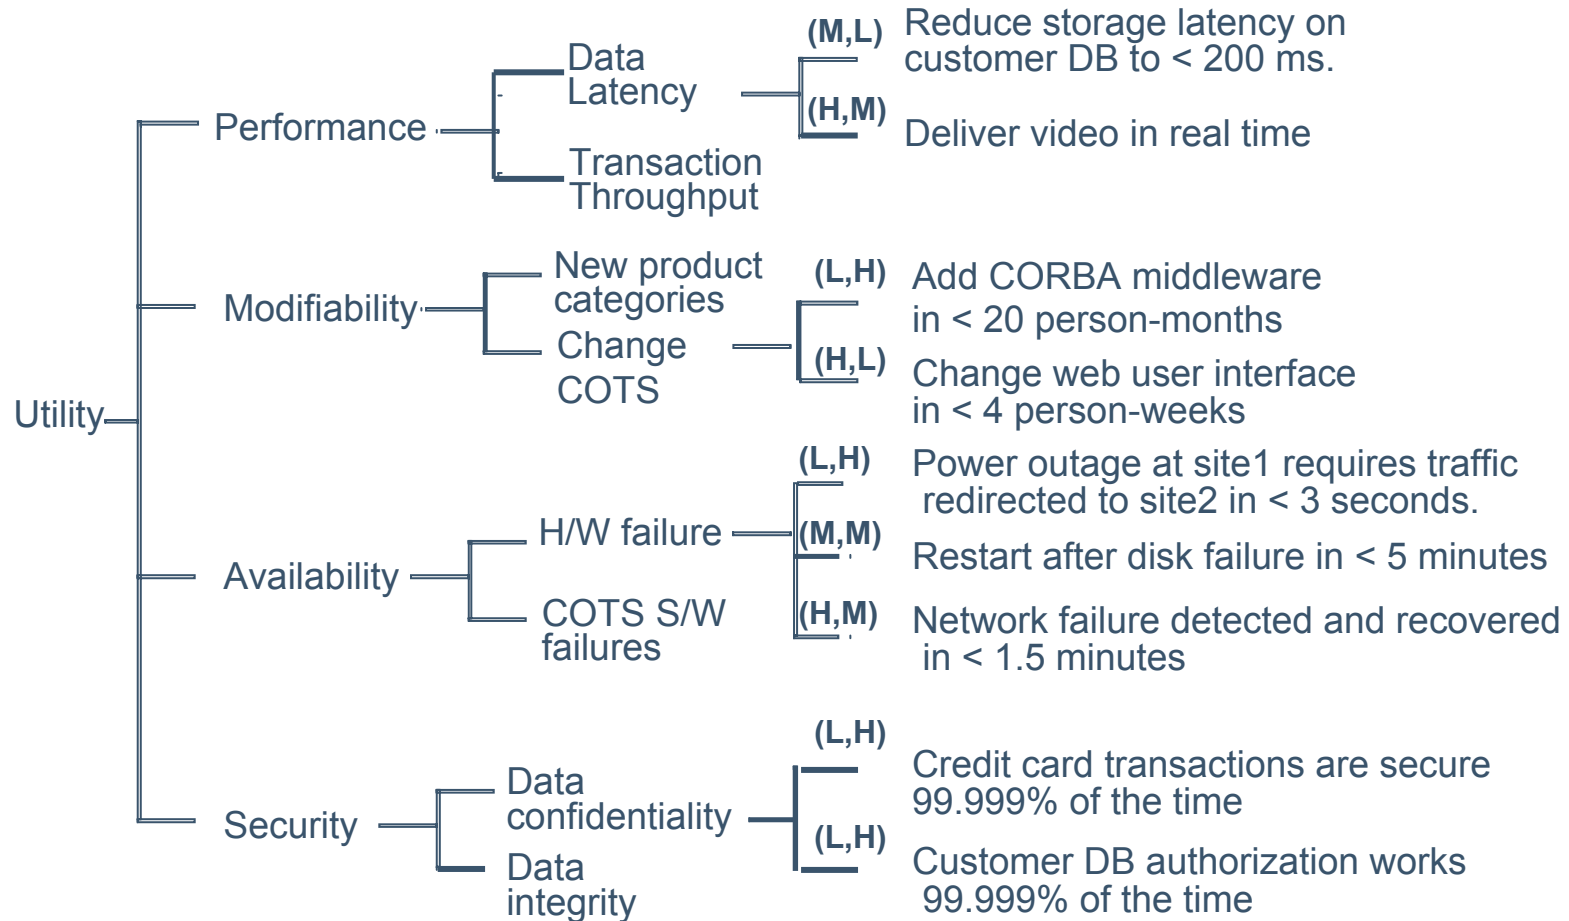 Utility
Performance
Data
Latency
(M,L)
Reduce storage latency on
customer DB to < 200 ms.
(H,M)
Deliver video in real time
Transaction
Throughput
Modifiability
New product
categories
Change
COTS
(L,H)
Add CORBA middleware
in < 20 person-months
(H,L)
Change web user interface
in < 4 person-weeks
Availability
H/W failure
(L,H)
Power outage at site1 requires traffic
redirected to site2 in < 3 seconds.
(M,M)
Restart after disk failure in < 5 minutes
(H,M)
Network failure detected and recovered
in < 1.5 minutes
COTS S/W
failures
Security
Data
confidentiality
(L,H)
Credit card transactions are secure
99.999% of the time
(L,H)
Customer DB authorization works
99.999% of the time
Data
integrity